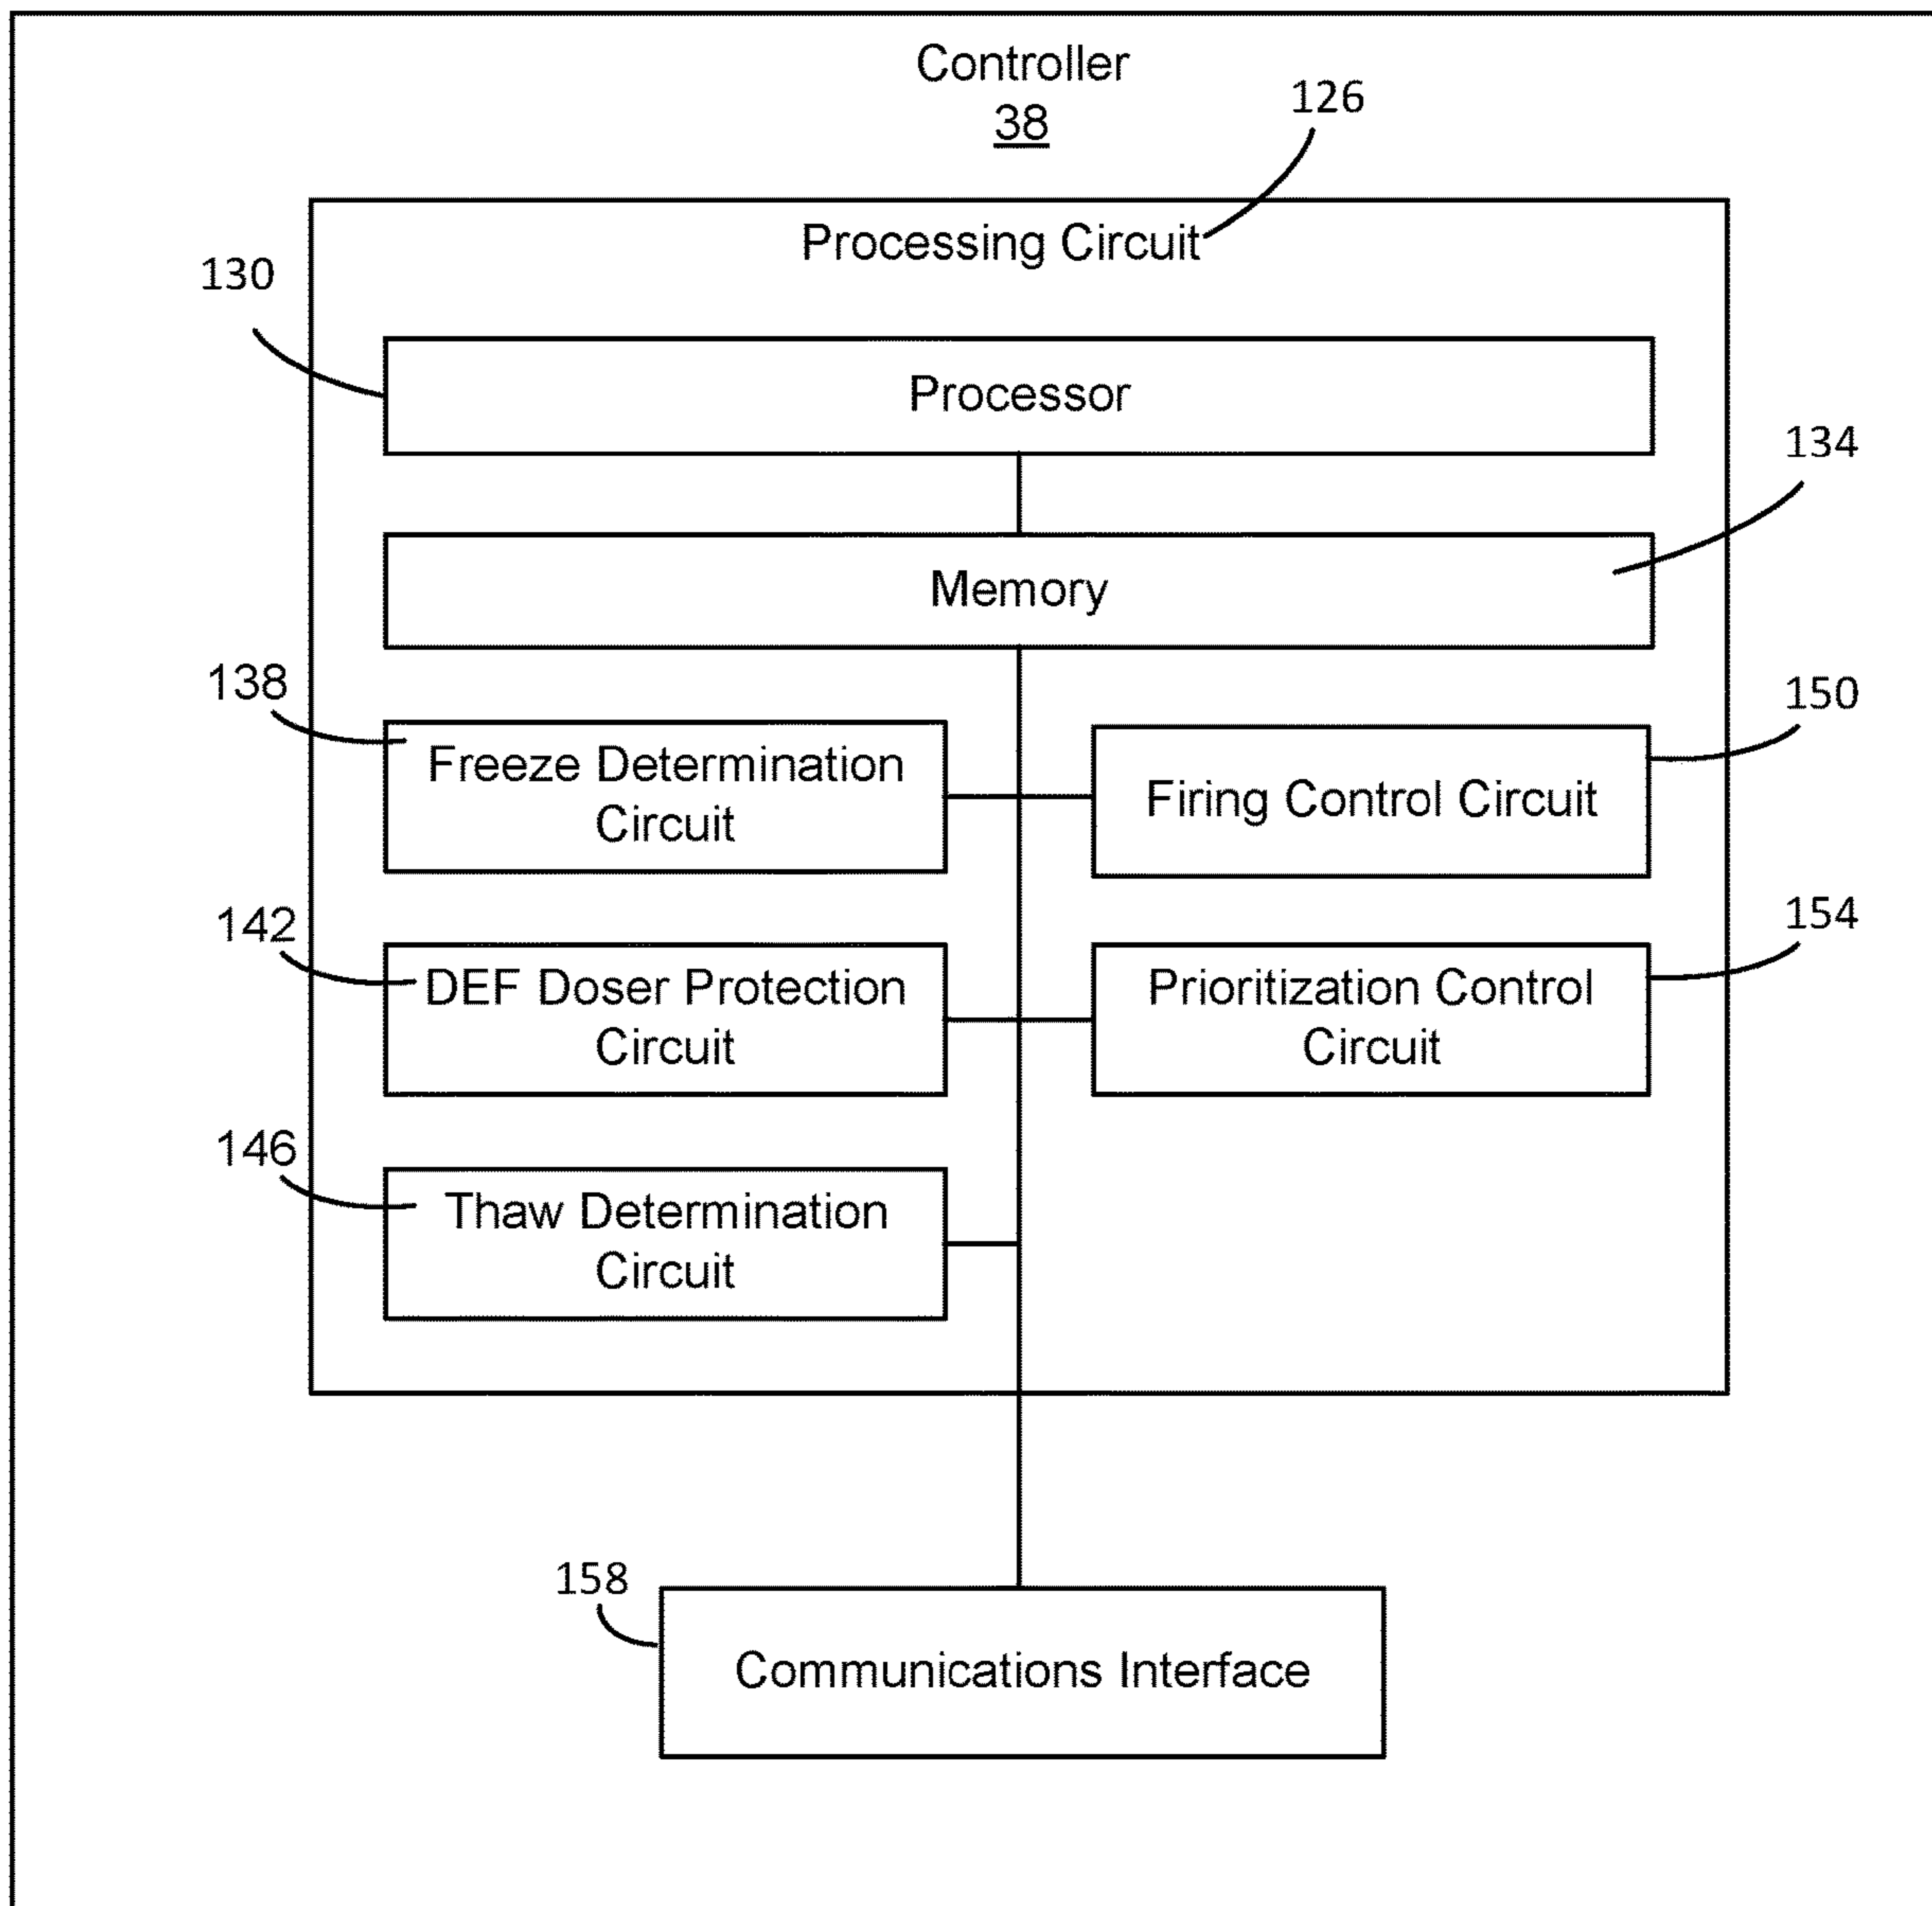 Controller
38
126
Processing Circuit
130
Processor
134
Memory
138
Freeze Determination
Circuit
150
Firing Control Circuit
142
DEF Doser Protection
Circuit
154
Prioritization Control
Circuit
146
Thaw Determination
Circuit
158
Communications Interface